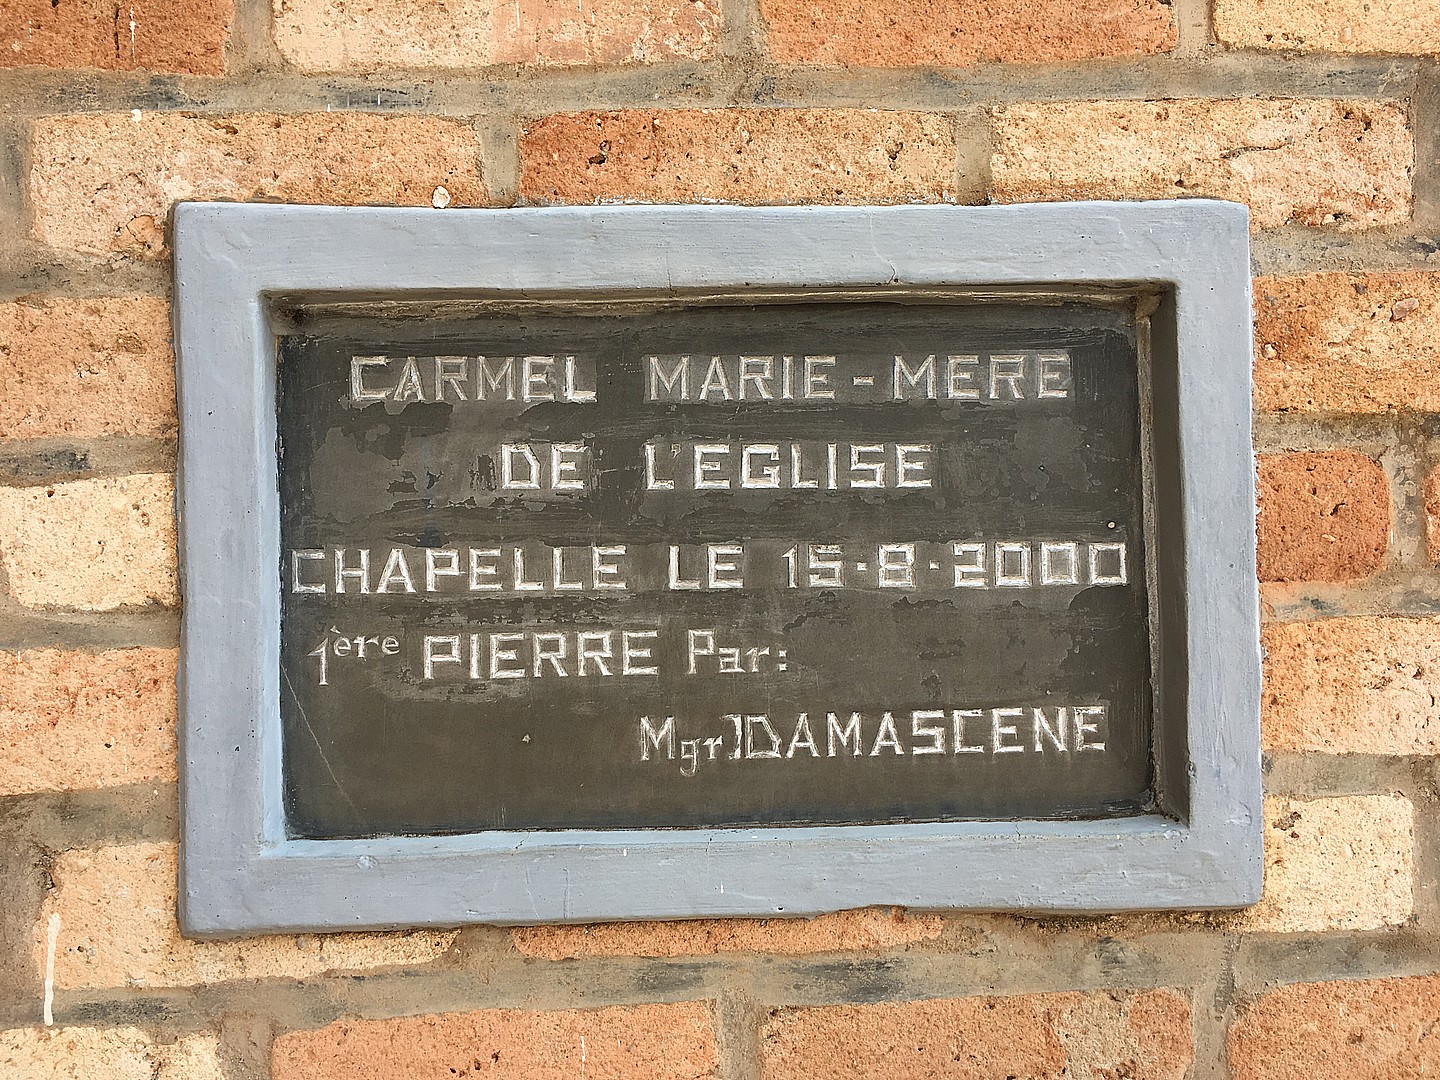 CARMEL MARIE-MERE
DE L'EGLISE
CHAPELLE LE 15.8.2000
1ère PIERRE Par:
Mgr DAMASCENE